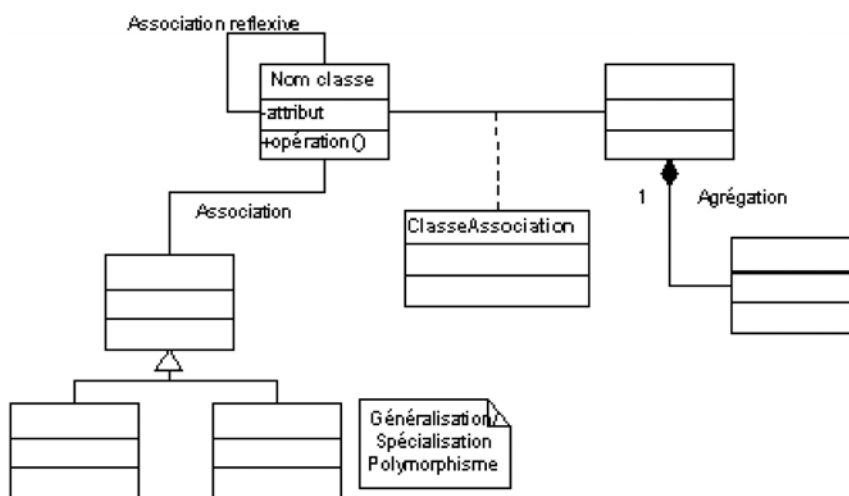 Association reflexive
Nom classe
-attribut
+opération()
Association
ClasseAssociation
1
Agrégation
Généralisation/
Spécialisation
Polymorphisme